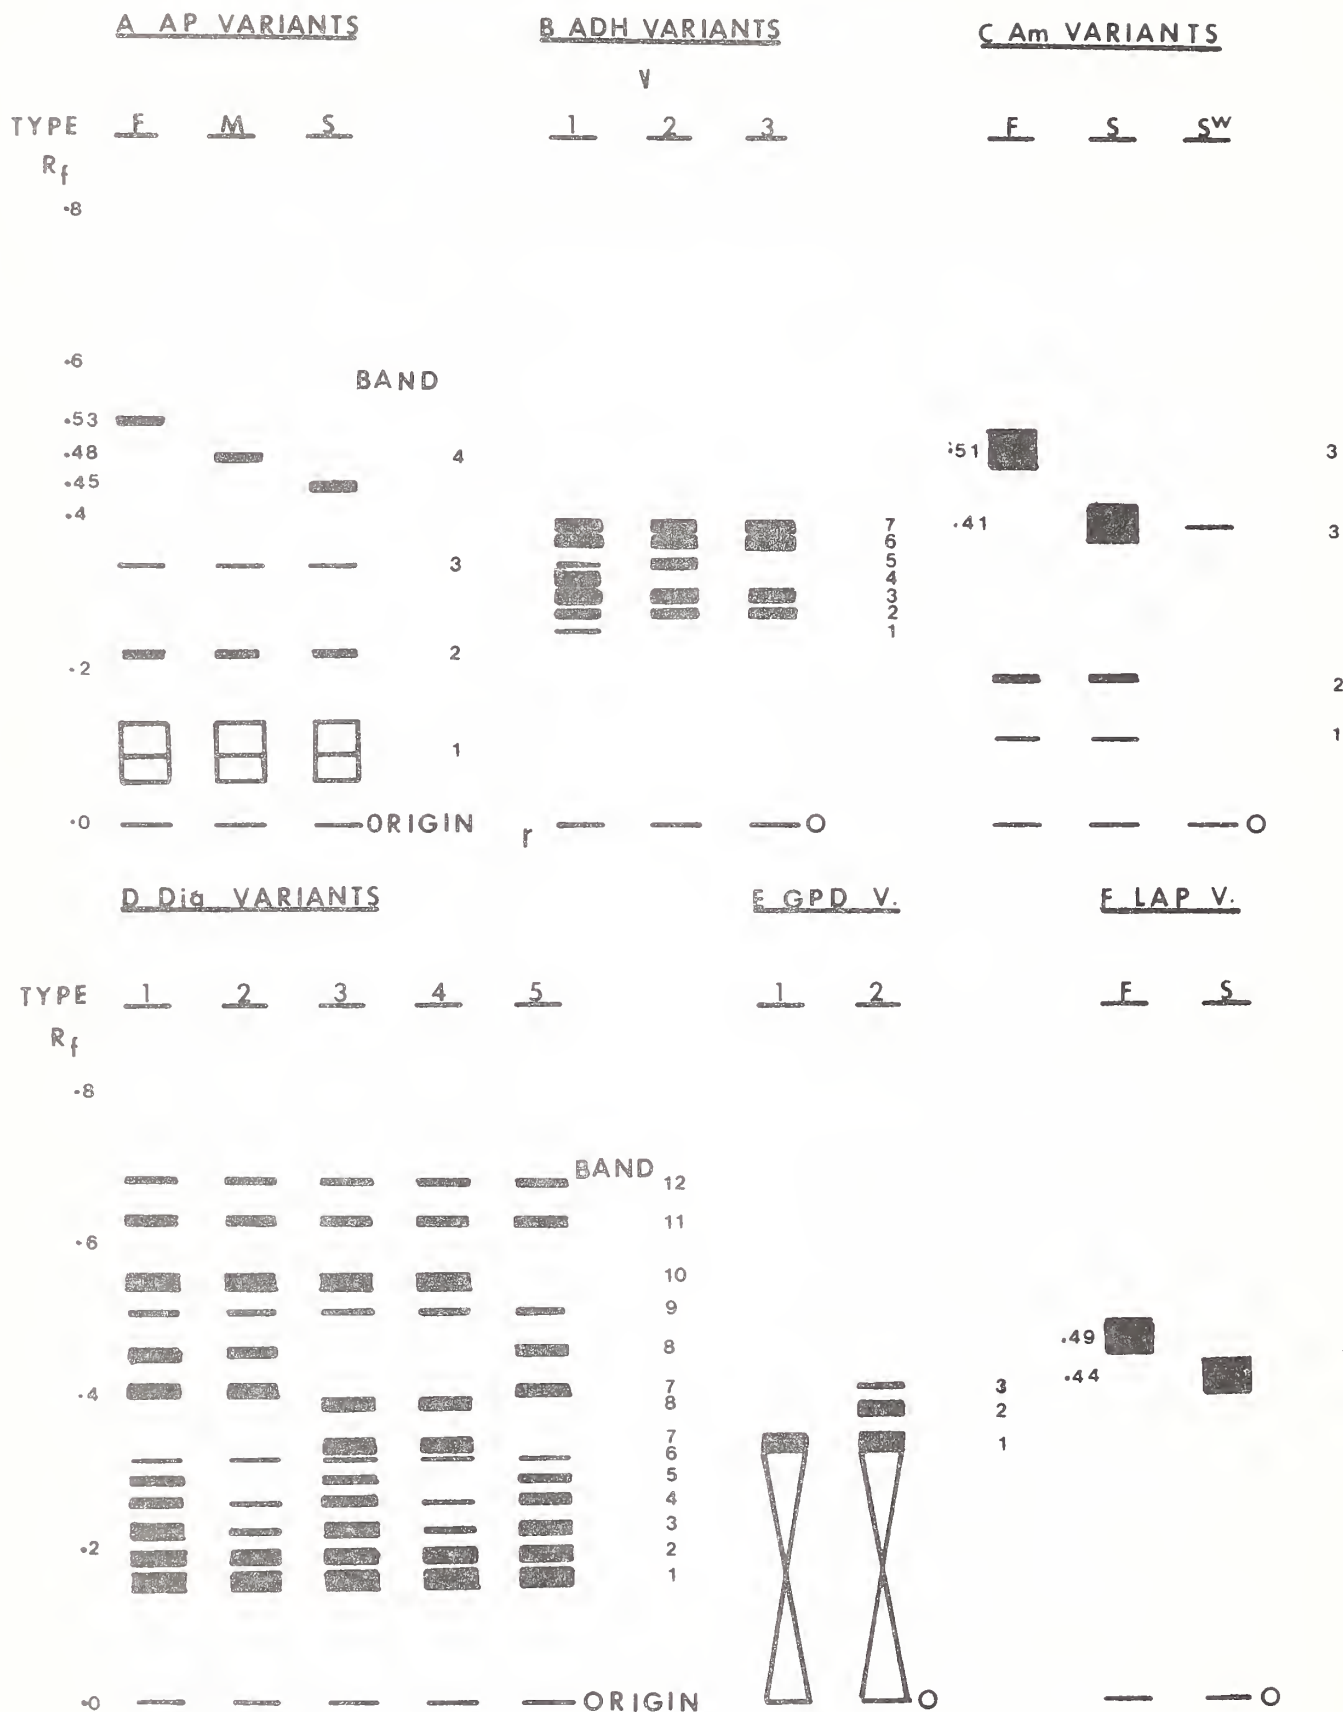 A AP VARIANTS
B ADH VARIANTS
C Am VARIANTS
V
TYPE F M S
1 2 3
F S Sw
Rf
.8
.6
BAND
.53
.48 4
.45
.4
3
2
.2
1
.0 ORIGIN
7
6
5
4
3
2
1
r O
.51 3
.41 3
2
1
O
D Dia VARIANTS
E GPD V.
F LAP V.
TYPE 1 2 3 4 5
1 2
F S
Rf
.8
BAND 12
11
.6
10
9
8
.4 7
8
7
6
5
4
3
.2 2
1
.0 ORIGIN
3
2
1
O
.49
.44
O